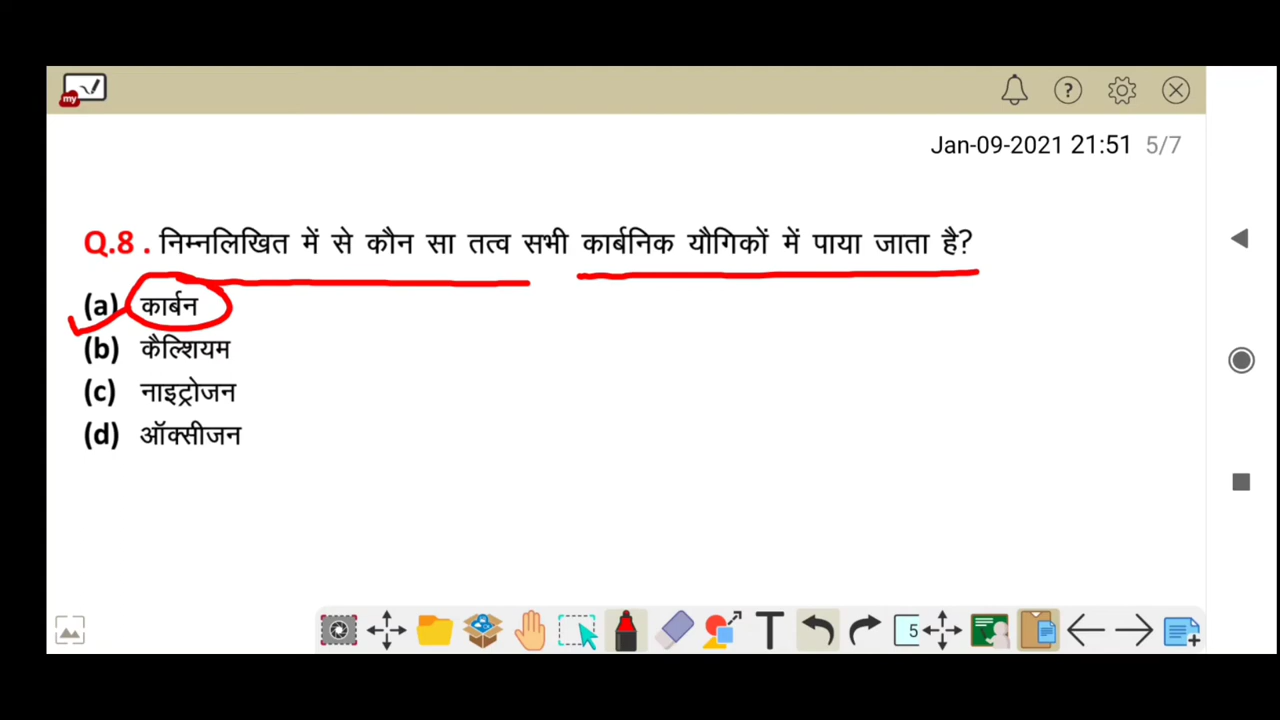 my
?
Jan-09-2021 21:51 5/7
Q.8 . निम्नलिखित में से कौन सा तत्व सभी कार्बनिक यौगिकों में पाया जाता है?
(a) कार्बन
(b) कैल्शियम
(c) नाइट्रोजन
(d) ऑक्सीजन
T 5